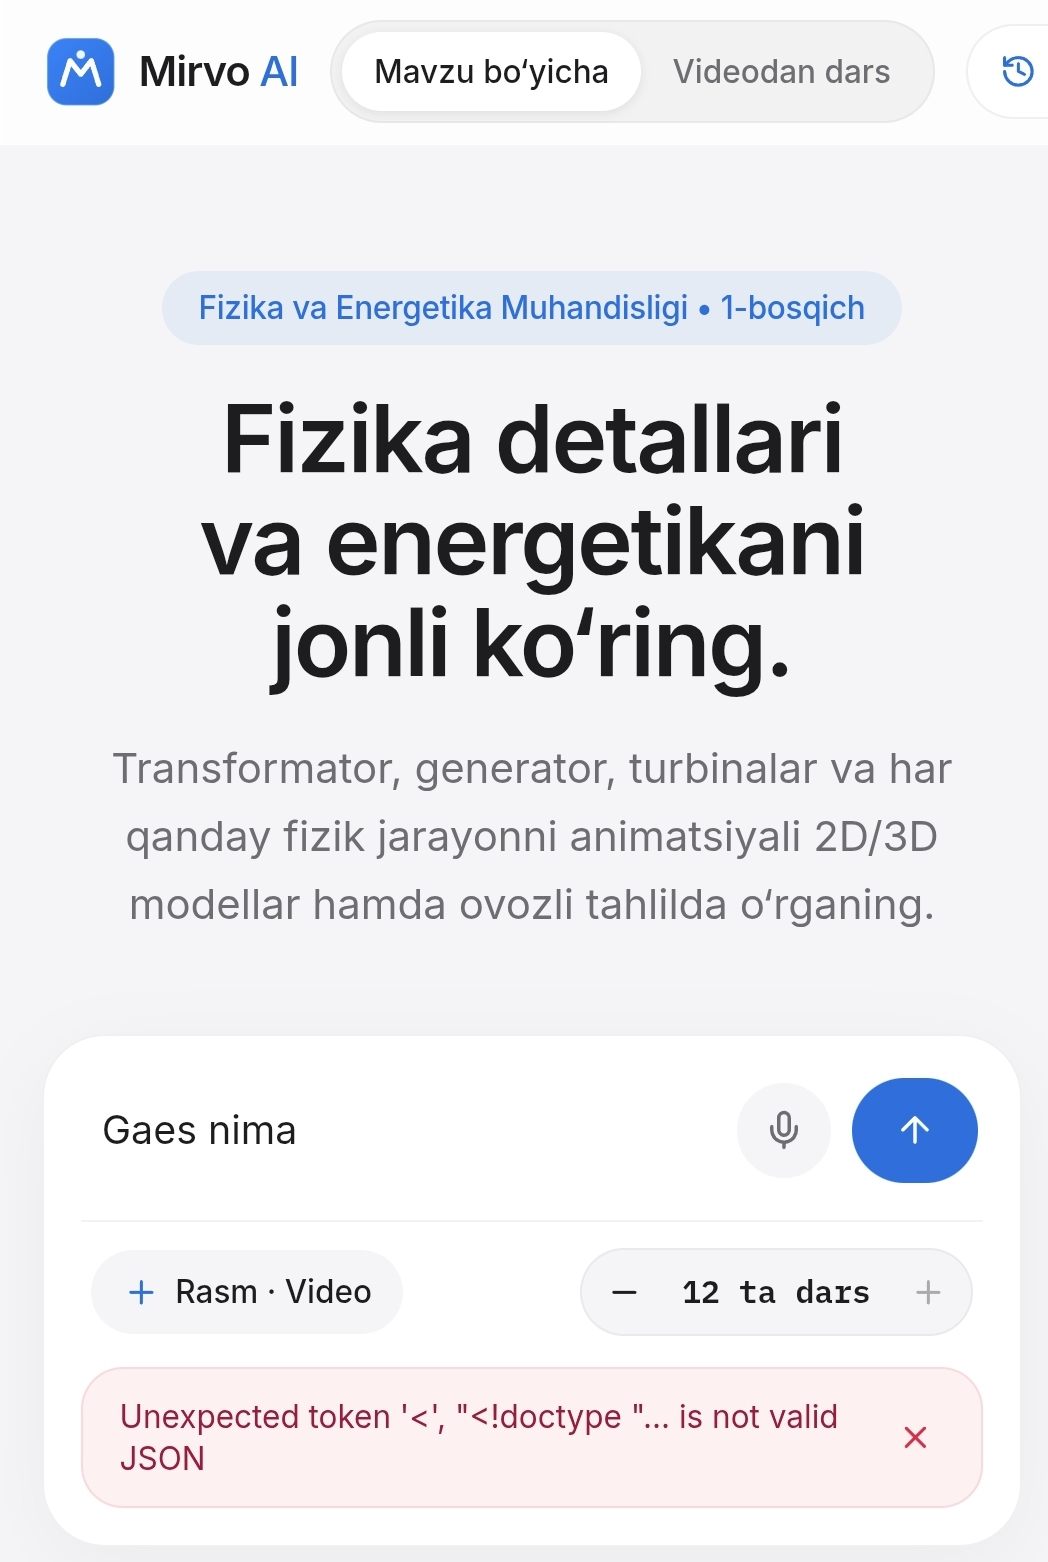 Mirvo AI
Mavzu bo‘yicha
Videodan dars
Fizika va Energetika Muhandisligi • 1-bosqich
Fizika detallari
va energetikani
jonli ko‘ring.
Transformator, generator, turbinalar va har
qanday fizik jarayonni animatsiyali 2D/3D
modellar hamda ovozli tahlilda o‘rganing.
Gaes nima
+ Rasm · Video
− 12 ta dars +
Unexpected token '<', "<!doctype "... is not valid
JSON